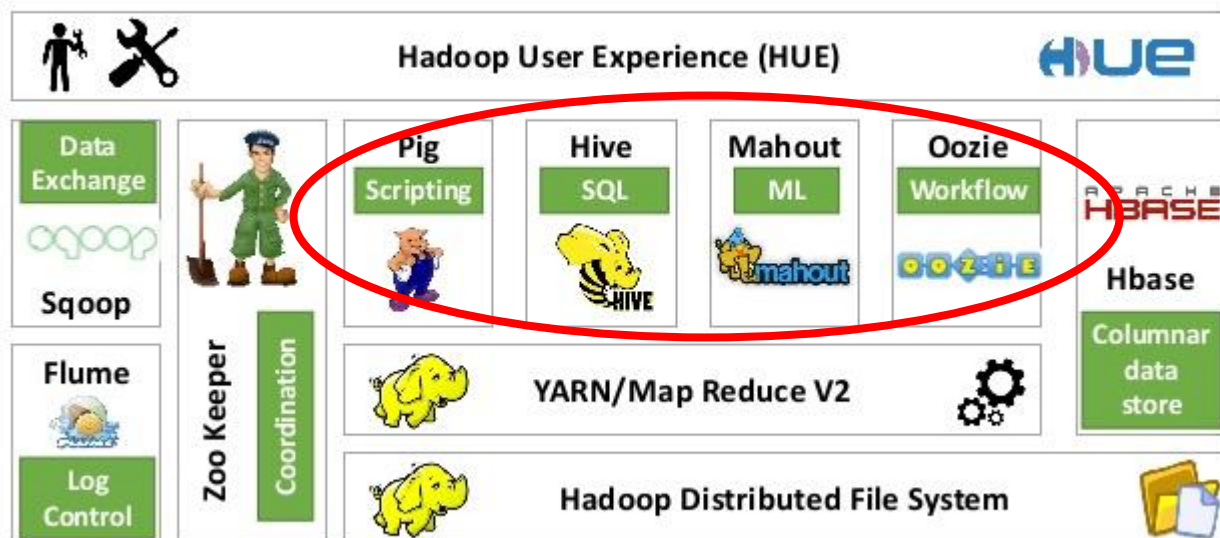 Hadoop User Experience (HUE)
HUE
Data
Exchange
sqoop
Sqoop
Flume
Log
Control
Zoo Keeper
Coordination
Pig
Scripting
Hive
SQL
HIVE
Mahout
ML
mahout
Oozie
Workflow
OOZiE
APACHE
HBASE
Hbase
Columnar
data
store
YARN/Map Reduce V2
Hadoop Distributed File System